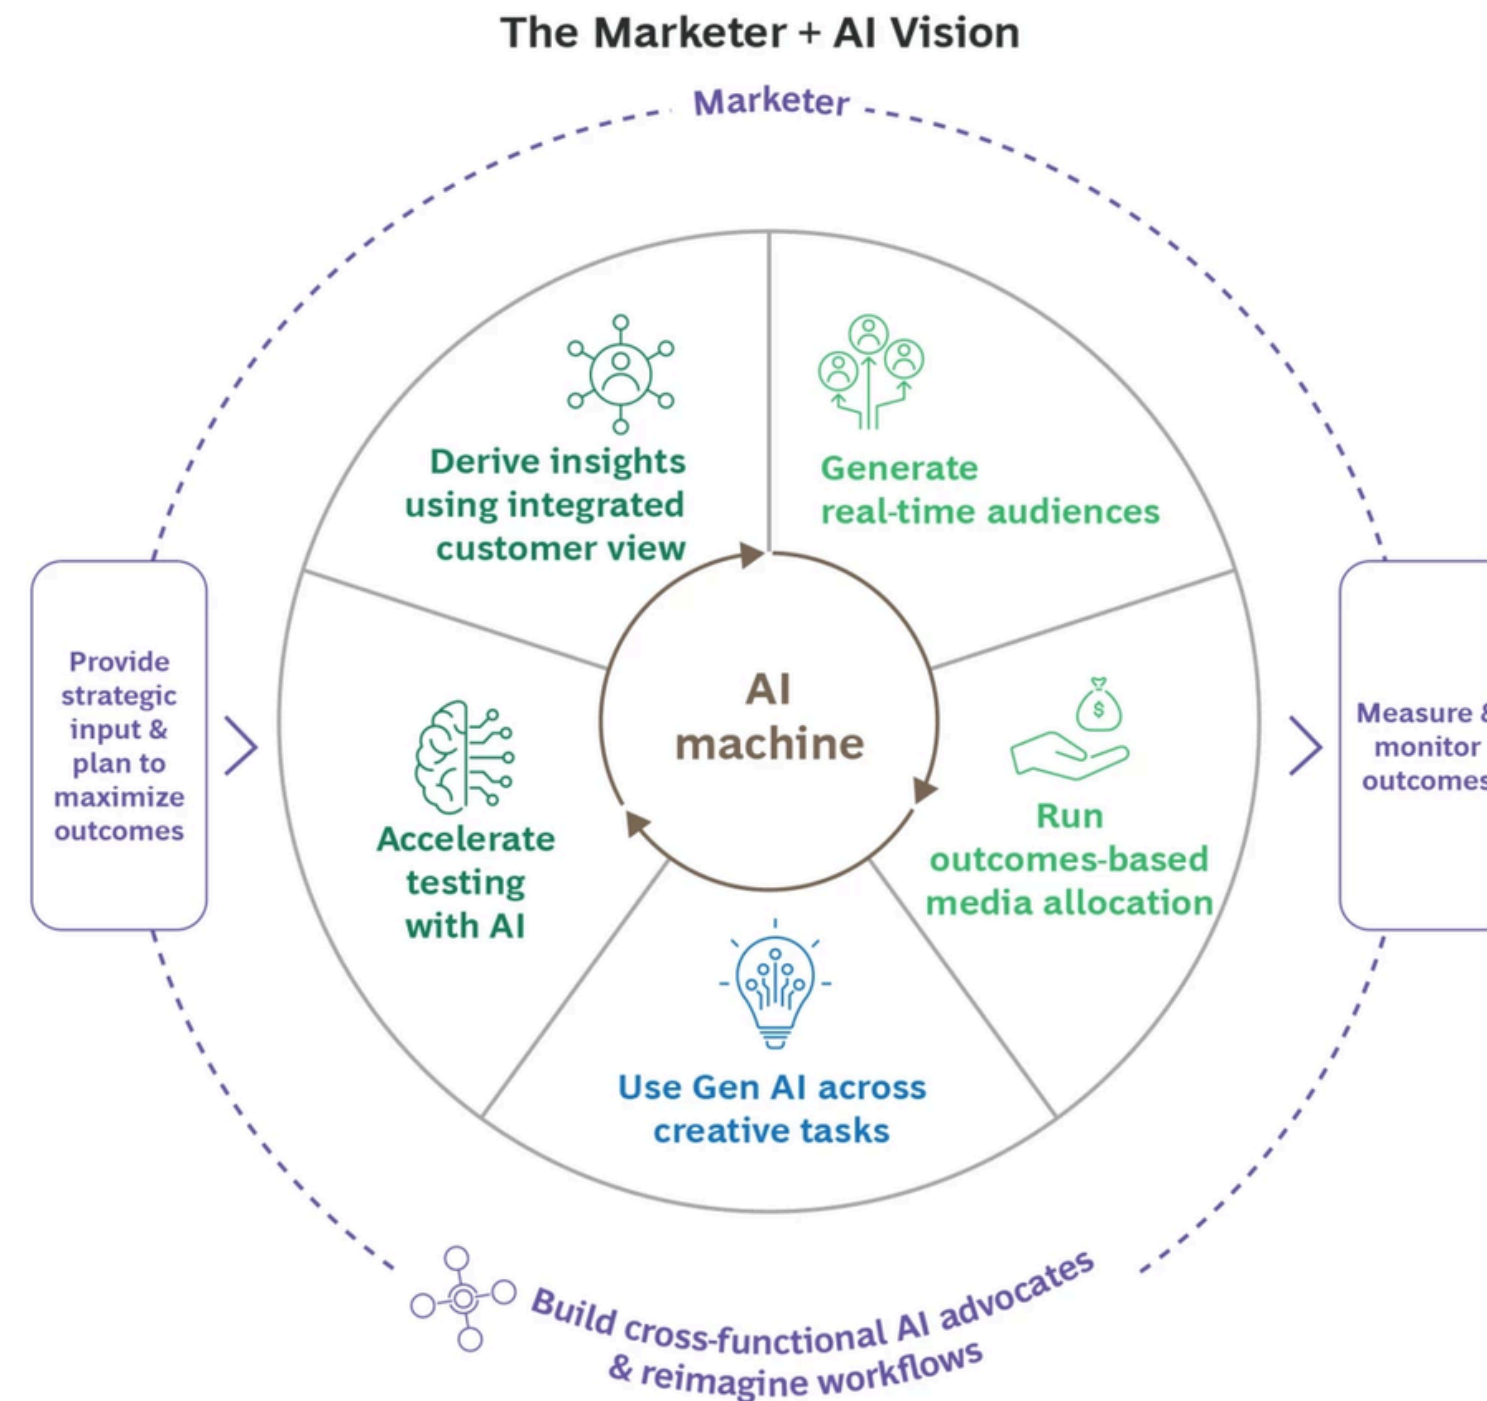 The Marketer + AI Vision
Marketer
Derive insights
using integrated
customer view
Generate
real-time audiences
Provide
strategic
input &
plan to
maximize
outcomes
AI
machine
Measure &
monitor
outcomes
$
Accelerate
testing
with AI
Run
outcomes-based
media allocation
Use Gen AI across
creative tasks
Build cross-functional AI advocates
& reimagine workflows